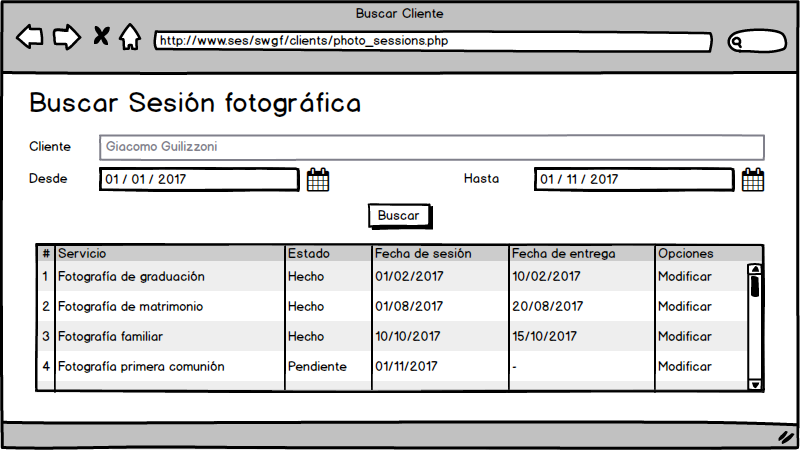 Buscar Cliente
http://www.ses/swgf/clients/photo_sessions.php
Buscar Sesión fotográfica
Cliente Giacomo Guilizzoni
Desde 01 / 01 / 2017 Hasta 01 / 11 / 2017
Buscar
# Servicio Estado Fecha de sesión Fecha de entrega Opciones
1 Fotografía de graduación Hecho 01/02/2017 10/02/2017 Modificar
2 Fotografía de matrimonio Hecho 01/08/2017 20/08/2017 Modificar
3 Fotografía familiar Hecho 10/10/2017 15/10/2017 Modificar
4 Fotografía primera comunión Pendiente 01/11/2017 - Modificar